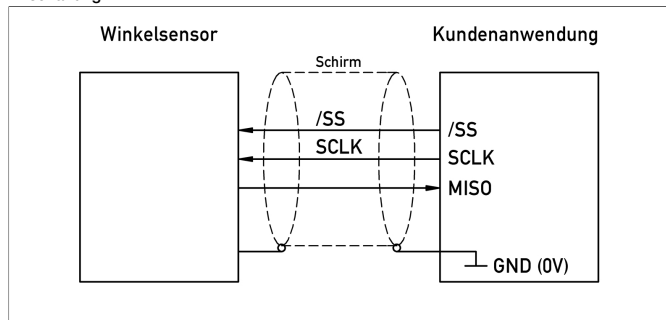 Winkelsensor
Kundenanwendung
Schirm
/SS
/SS
SCLK
SCLK
MISO
GND (0V)